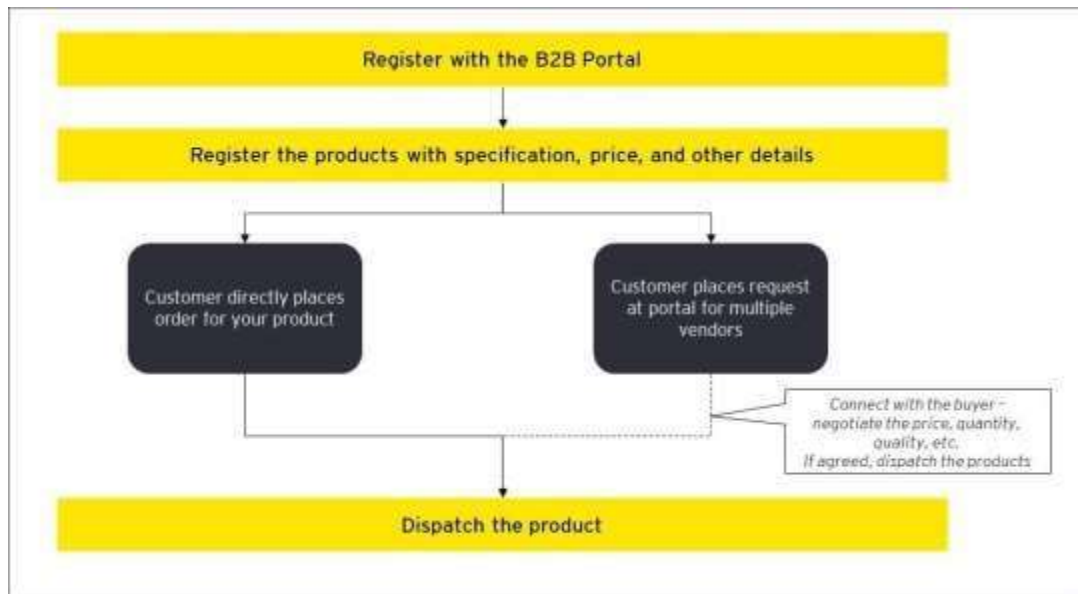 Register with the B2B Portal
Register the products with specification, price, and other details
Customer directly places
order for your product
Customer places request
at portal for multiple
vendors
Connect with the buyer –
negotiate the price, quantity,
quality, etc.
If agreed, dispatch the products
Dispatch the product